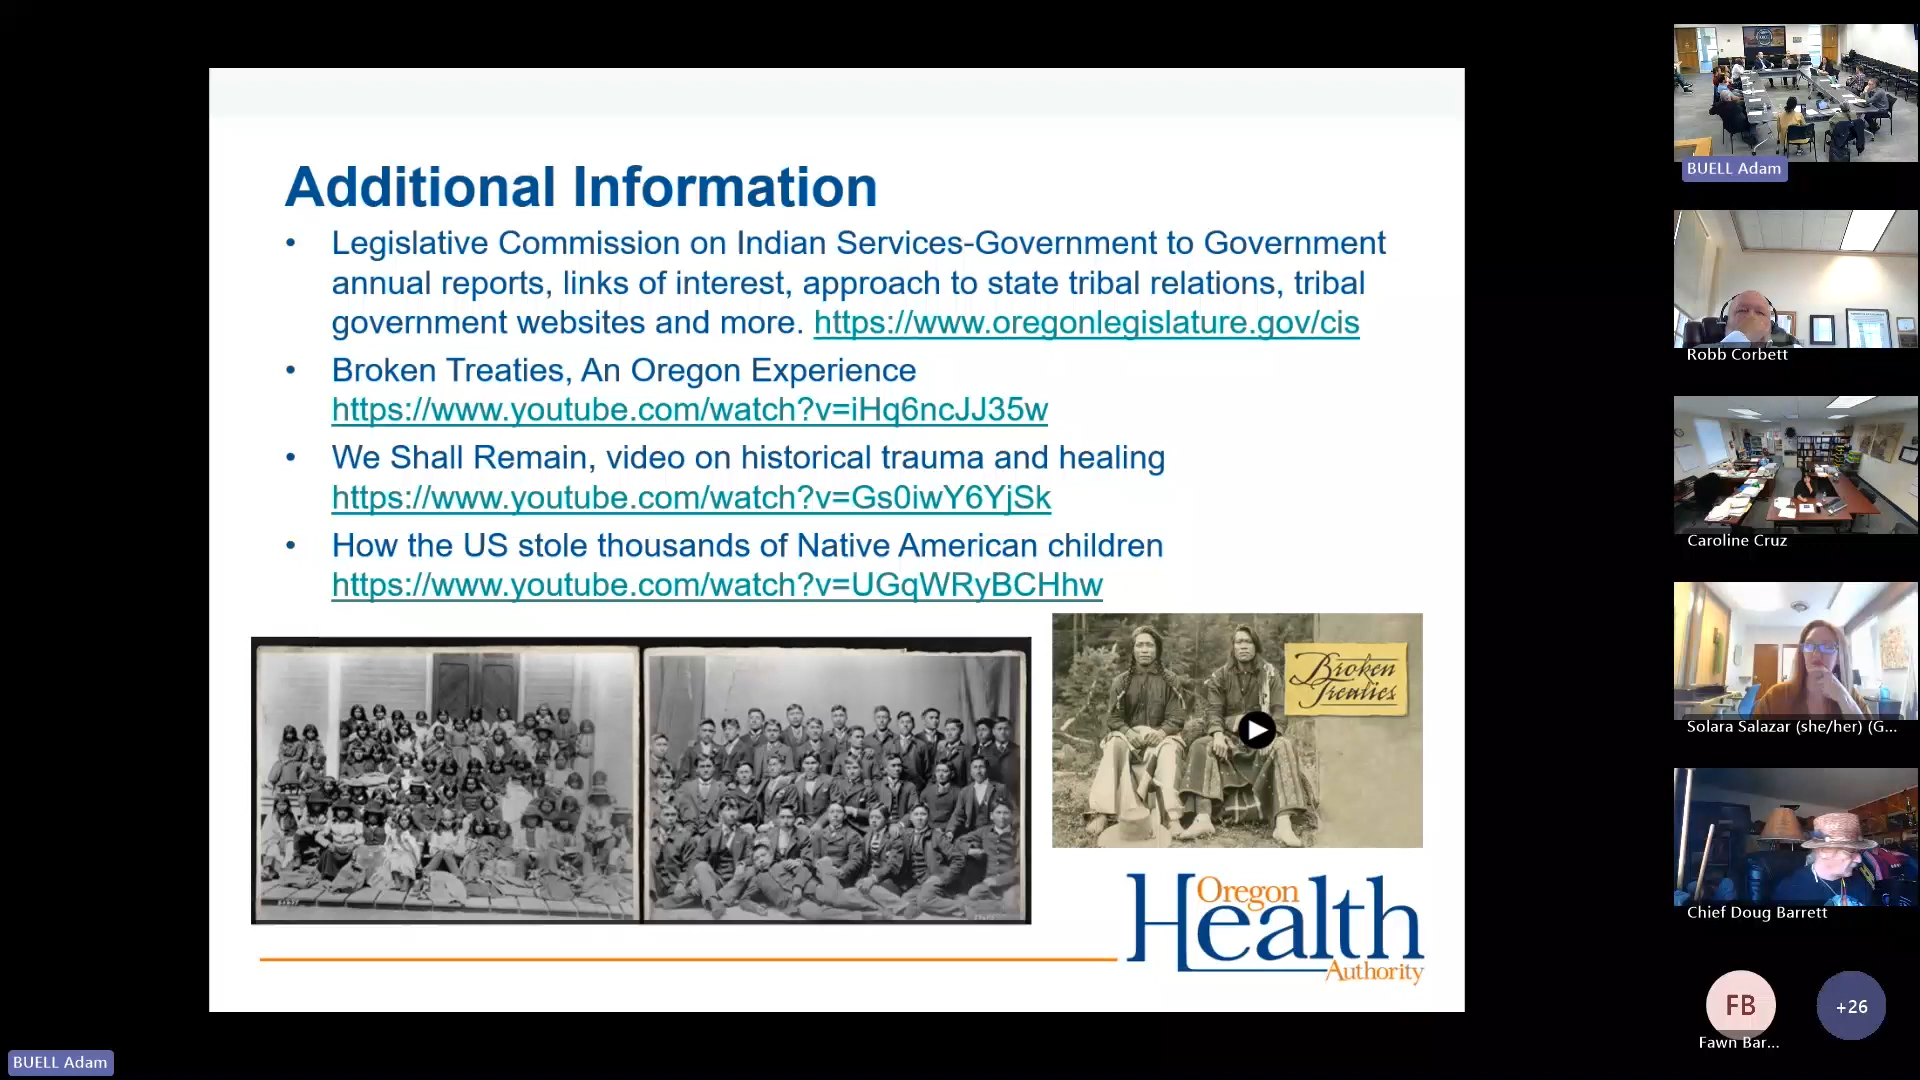 Additional Information
• Legislative Commission on Indian Services-Government to Government
annual reports, links of interest, approach to state tribal relations, tribal
government websites and more. https://www.oregonlegislature.gov/cis
• Broken Treaties, An Oregon Experience
https://www.youtube.com/watch?v=iHq6ncJJ35w
• We Shall Remain, video on historical trauma and healing
https://www.youtube.com/watch?v=Gs0iwY6YjSk
• How the US stole thousands of Native American children
https://www.youtube.com/watch?v=UGqWRyBCHhw
Broken
Treaties
Oregon
Health
Authority
BUELL Adam
Robb Corbett
Caroline Cruz
Solara Salazar (she/her) (G...
Chief Doug Barrett
FB
+26
Fawn Bar...
BUELL Adam